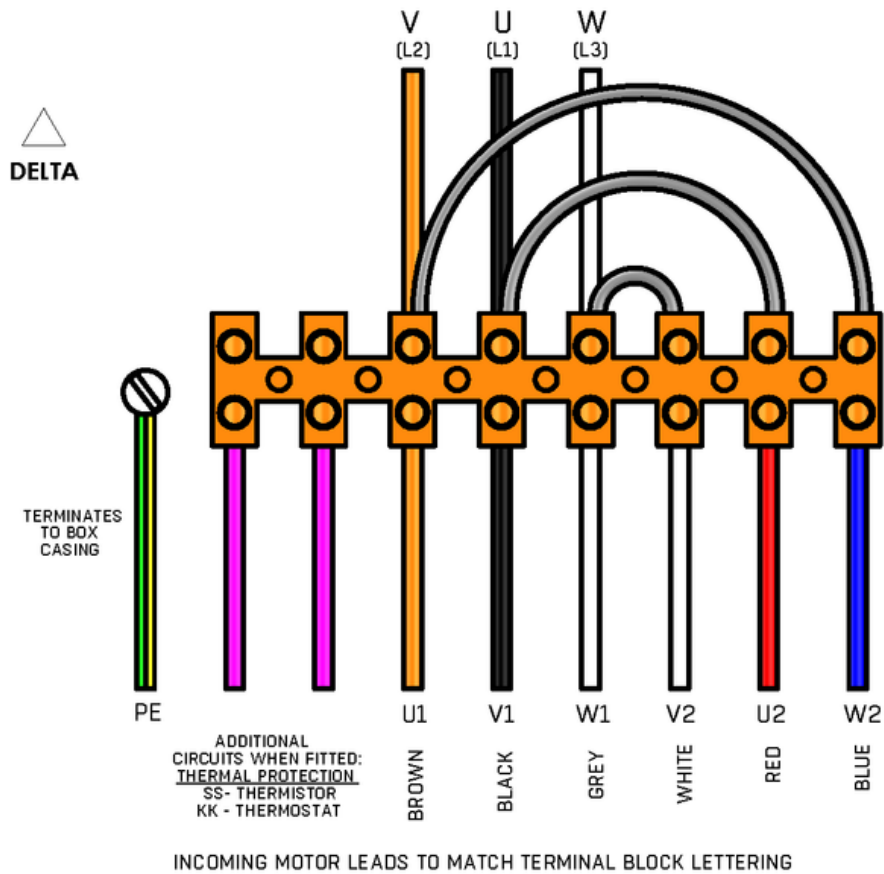 V U W
(L2) (L1) (L3)
DELTA
TERMINATES
TO BOX
CASING
PE U1 V1 W1 V2 U2 W2
BROWN BLACK GREY WHITE RED BLUE
ADDITIONAL
CIRCUITS WHEN FITTED:
THERMAL PROTECTION
SS- THERMISTOR
KK - THERMOSTAT
INCOMING MOTOR LEADS TO MATCH TERMINAL BLOCK LETTERING